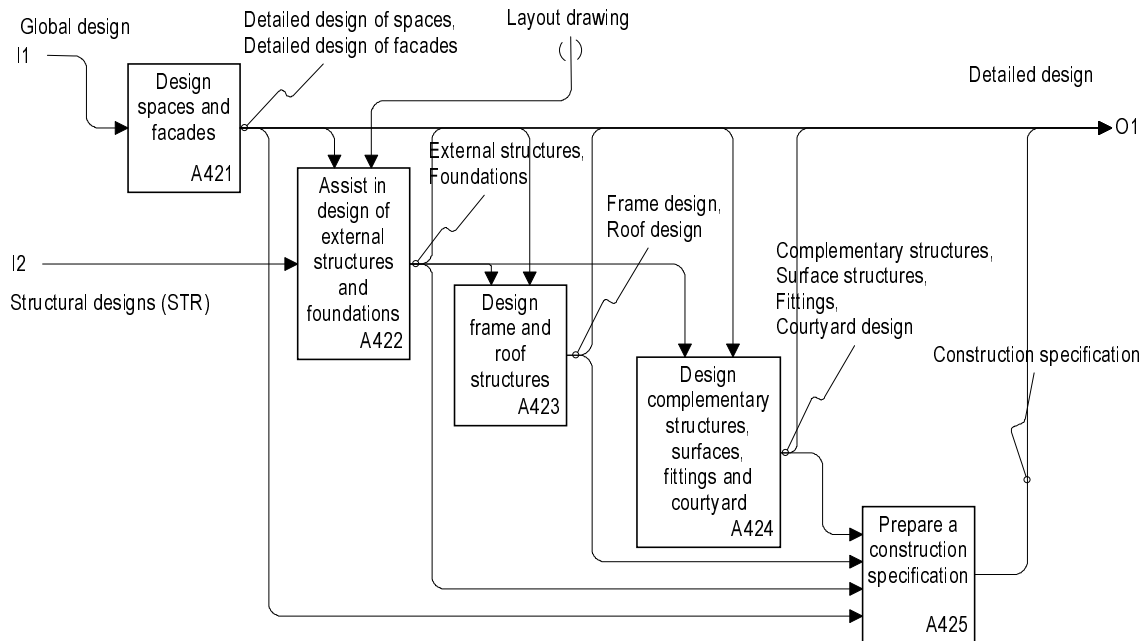 Global design
I1
Detailed design of spaces,
Detailed design of facades
Layout drawing
( )
Detailed design
O1
Design
spaces and
facades
A421
External structures,
Foundations
Assist in
design of
external
structures
and
foundations
A422
I2
Structural designs (STR)
Frame design,
Roof design
Design
frame and
roof
structures
A423
Complementary structures,
Surface structures,
Fittings,
Courtyard design
Construction specification
Design
complementary
structures,
surfaces,
fittings and
courtyard
A424
Prepare a
construction
specification
A425